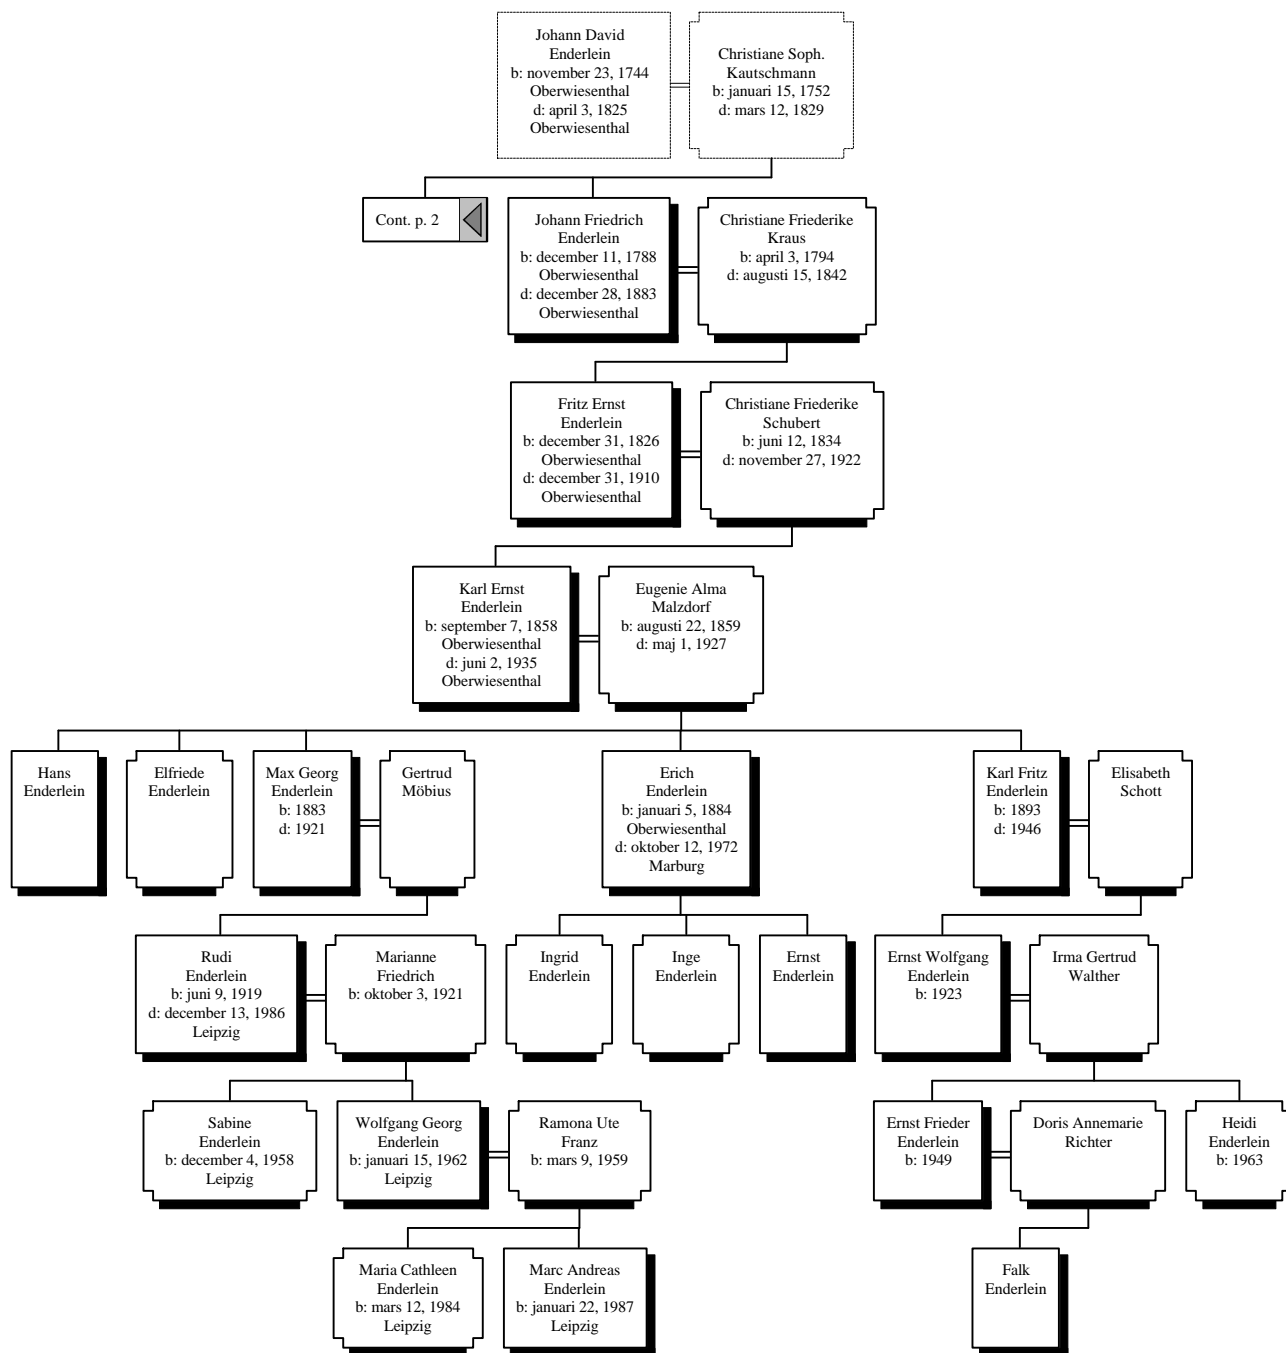 Johann David
Enderlein
b: november 23, 1744
Oberwiesenthal
d: april 3, 1825
Oberwiesenthal
Christiane Soph.
Kautschmann
b: januari 15, 1752
d: mars 12, 1829
Cont. p. 2
Johann Friedrich
Enderlein
b: december 11, 1788
Oberwiesenthal
d: december 28, 1883
Oberwiesenthal
Christiane Friederike
Kraus
b: april 3, 1794
d: augusti 15, 1842
Fritz Ernst
Enderlein
b: december 31, 1826
Oberwiesenthal
d: december 31, 1910
Oberwiesenthal
Christiane Friederike
Schubert
b: juni 12, 1834
d: november 27, 1922
Karl Ernst
Enderlein
b: september 7, 1858
Oberwiesenthal
d: juni 2, 1935
Oberwiesenthal
Eugenie Alma
Malzdorf
b: augusti 22, 1859
d: maj 1, 1927
Hans
Enderlein
Elfriede
Enderlein
Max Georg
Enderlein
b: 1883
d: 1921
Gertrud
Möbius
Erich
Enderlein
b: januari 5, 1884
Oberwiesenthal
d: oktober 12, 1972
Marburg
Karl Fritz
Enderlein
b: 1893
d: 1946
Elisabeth
Schott
Rudi
Enderlein
b: juni 9, 1919
d: december 13, 1986
Leipzig
Marianne
Friedrich
b: oktober 3, 1921
Ingrid
Enderlein
Inge
Enderlein
Ernst
Enderlein
Ernst Wolfgang
Enderlein
b: 1923
Irma Gertrud
Walther
Sabine
Enderlein
b: december 4, 1958
Leipzig
Wolfgang Georg
Enderlein
b: januari 15, 1962
Leipzig
Ramona Ute
Franz
b: mars 9, 1959
Ernst Frieder
Enderlein
b: 1949
Doris Annemarie
Richter
Heidi
Enderlein
b: 1963
Maria Cathleen
Enderlein
b: mars 12, 1984
Leipzig
Marc Andreas
Enderlein
b: januari 22, 1987
Leipzig
Falk
Enderlein